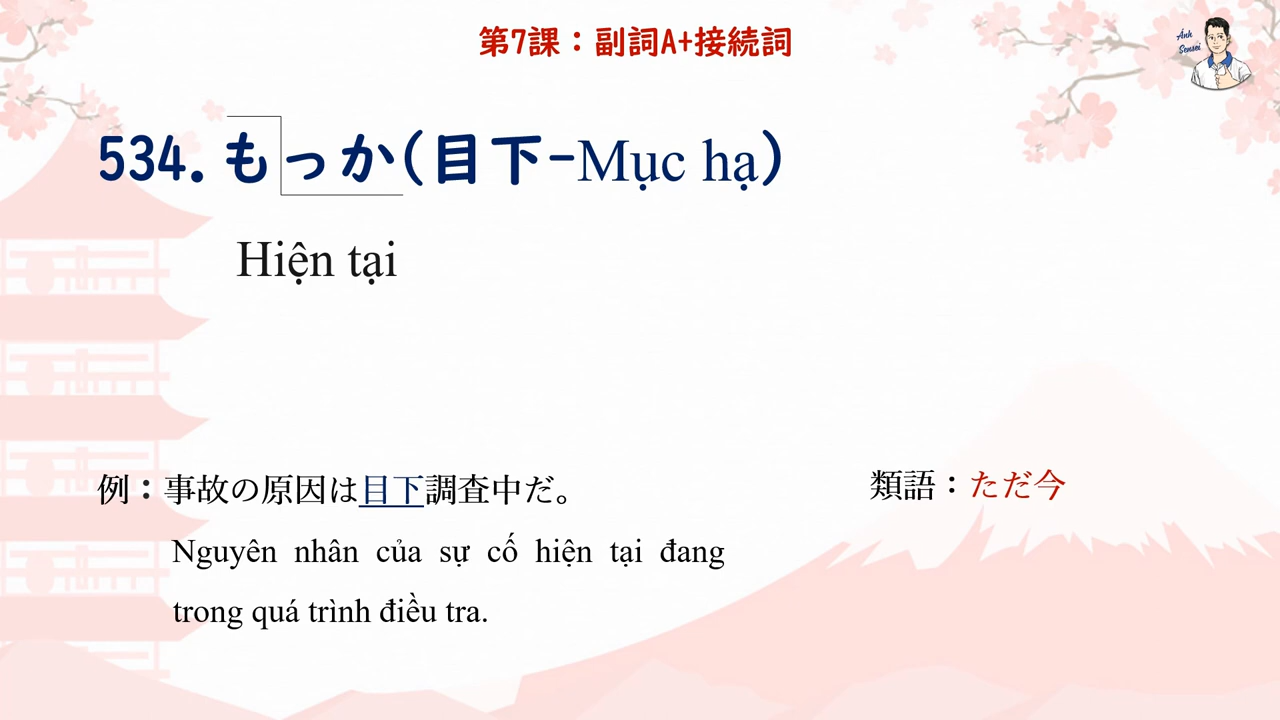 第7課：副詞A+接続詞
Ánh
Sensei
534. もっか(目下-Mục hạ)
Hiện tại
例：事故の原因は目下調査中だ。
類語：ただ今
Nguyên nhân của sự cố hiện tại đang
trong quá trình điều tra.